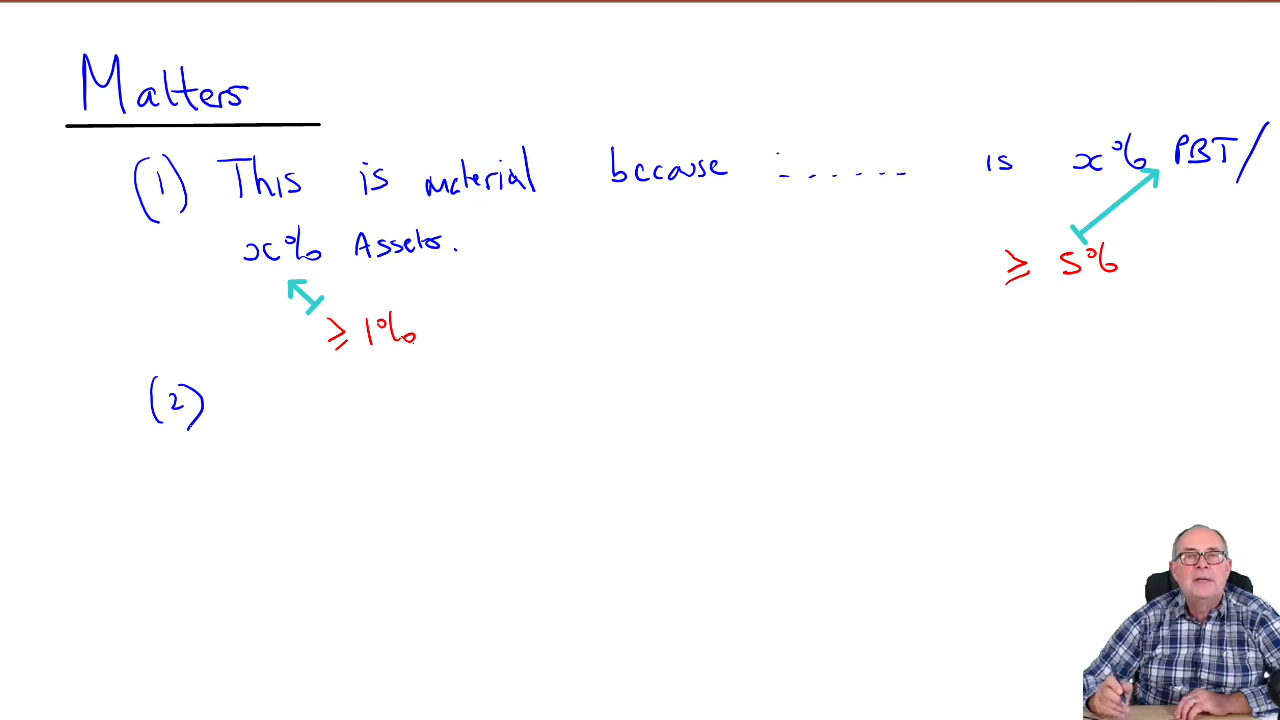 Matters
(1) This is material because ....... is x% PBT/
x% Assets.
≥ 5%
≥ 1%
(2)